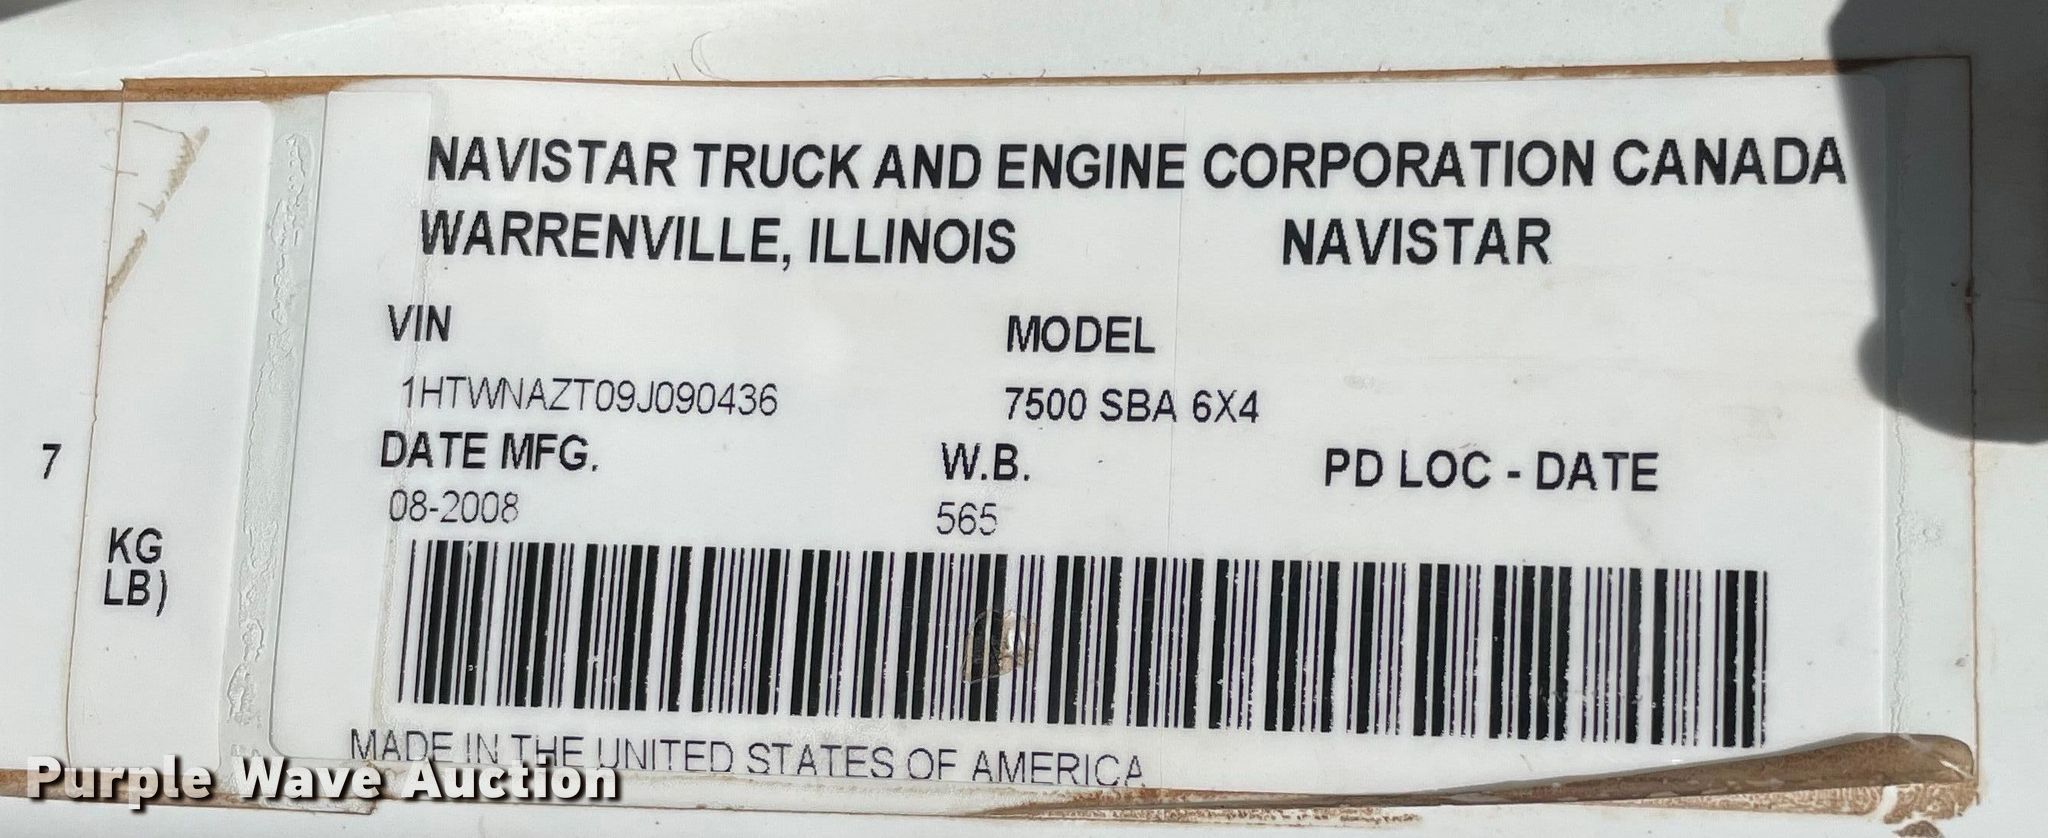 NAVISTAR TRUCK AND ENGINE CORPORATION CANADA
WARRENVILLE, ILLINOIS NAVISTAR
VIN MODEL
1HTWNAZT09J090436 7500 SBA 6X4
DATE MFG. W.B. PD LOC - DATE
08-2008 565
7
KG
LB)
MADE IN THE UNITED STATES OF AMERICA
Purple Wave Auction